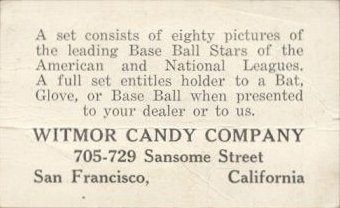 A set consists of eighty pictures of
the leading Base Ball Stars of the
American and National Leagues.
A full set entitles holder to a Bat,
Glove, or Base Ball when presented
to your dealer or to us.
WITMOR CANDY COMPANY
705-729 Sansome Street
San Francisco, California